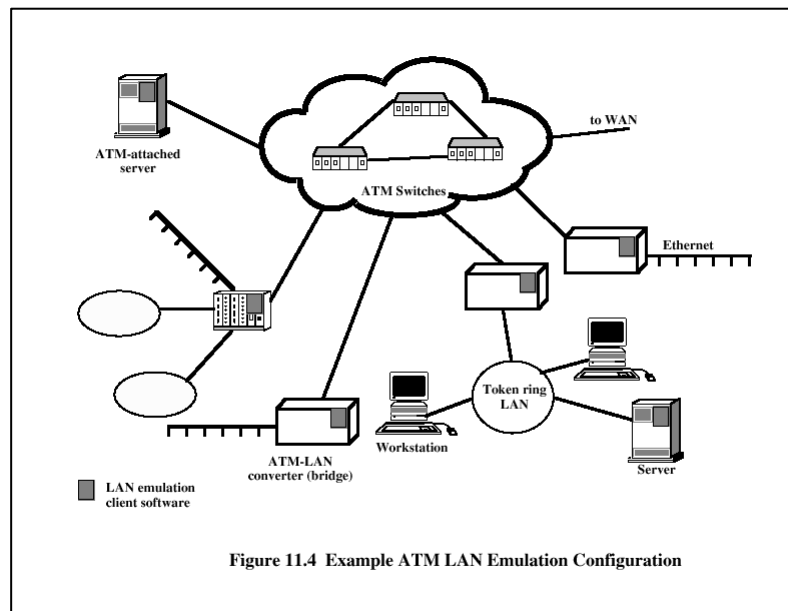 to WAN
ATM-attached
server
ATM Switches
Ethernet
Token ring
LAN
Workstation
ATM-LAN
converter (bridge)
Server
LAN emulation
client software
Figure 11.4 Example ATM LAN Emulation Configuration